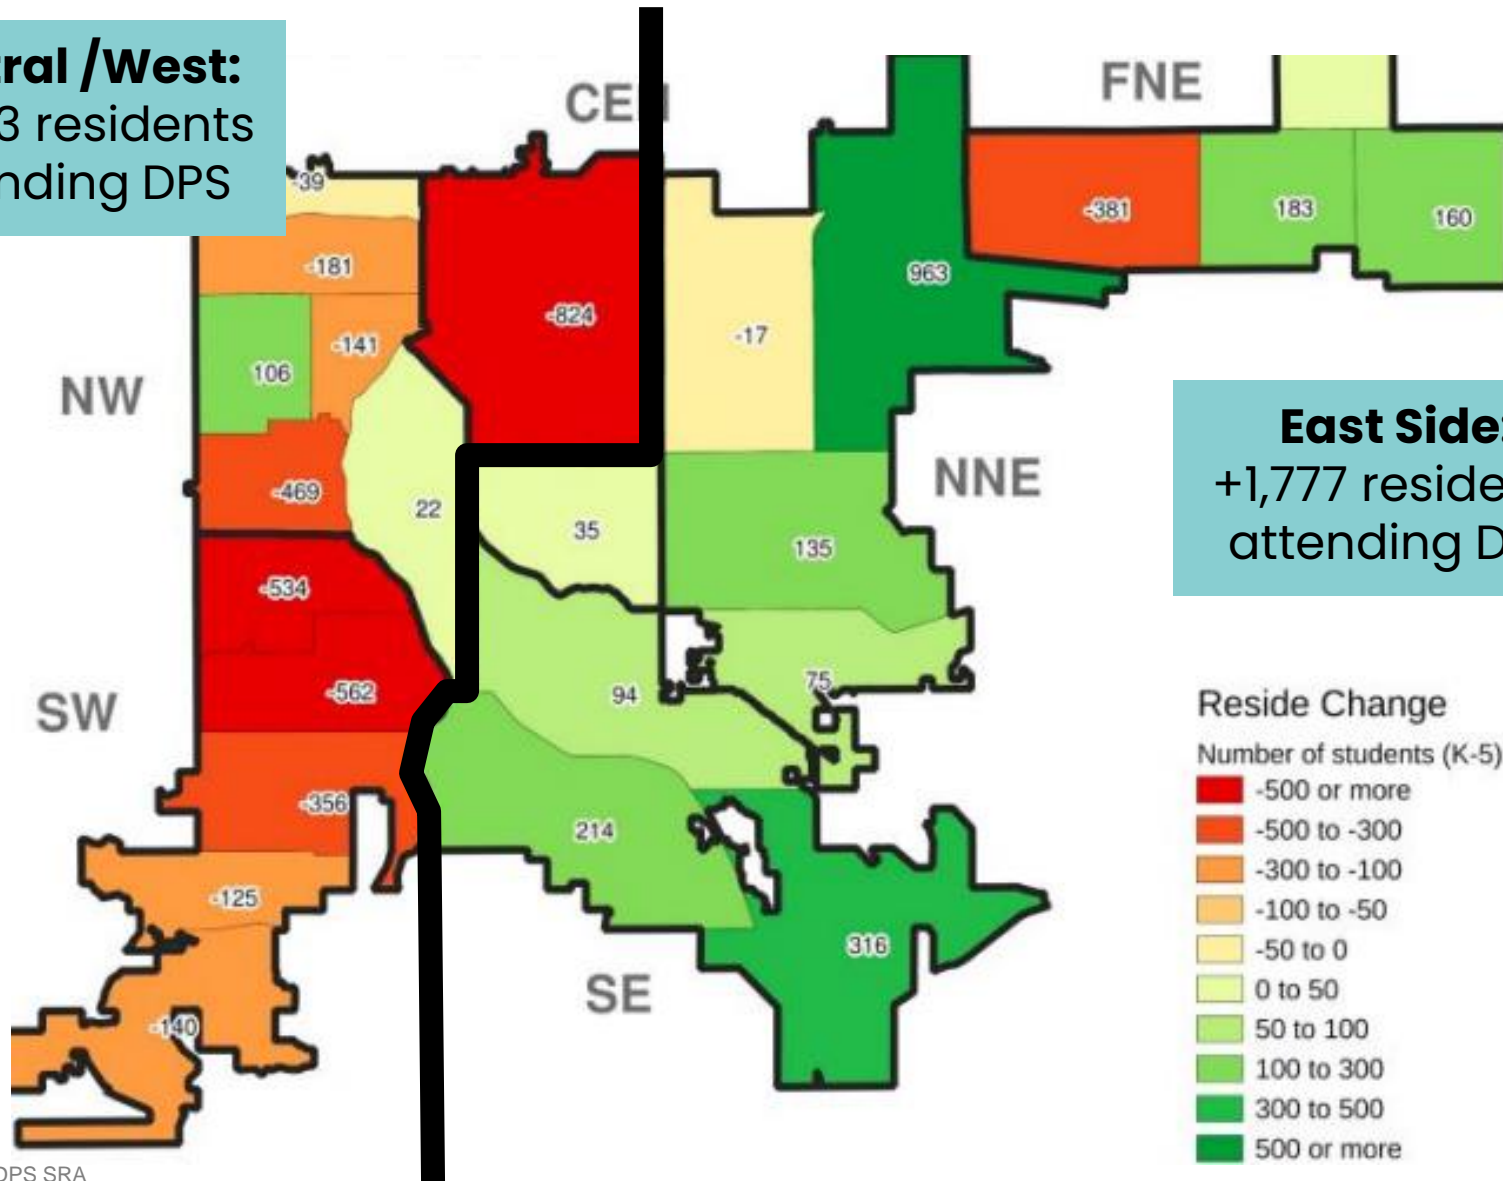 tral /West:
3 residents
nding DPS
CEN
FNE
-39
-181
-381
183
160
963
-824
-17
-141
106
NW
East Side:
+1,777 reside
attending D
NNE
-469
22
35
135
-534
-562
94
75
SW
Reside Change
Number of students (K-5)
-500 or more
-500 to -300
-300 to -100
-100 to -50
-50 to 0
0 to 50
50 to 100
100 to 300
300 to 500
500 or more
-356
214
-125
316
SE
-140
DPS SRA